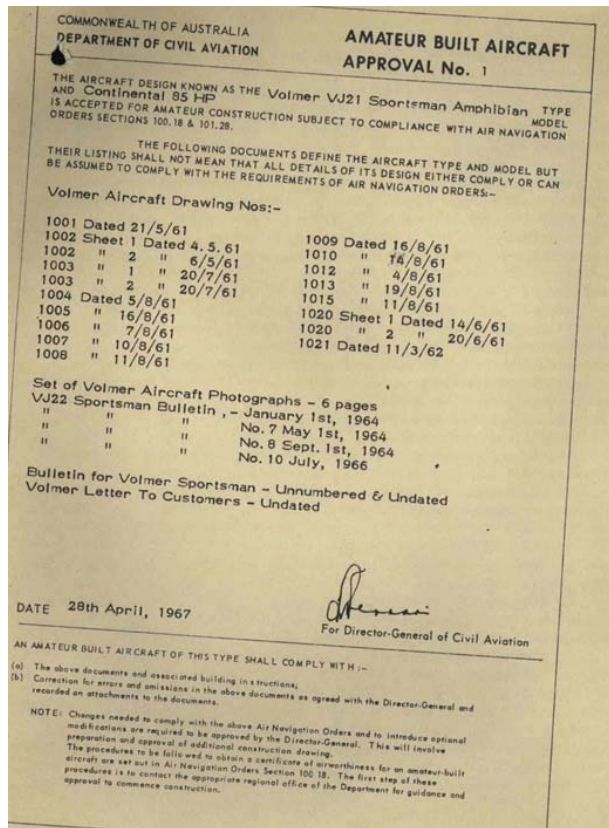 COMMONWEALTH OF AUSTRALIA
DEPARTMENT OF CIVIL AVIATION
AMATEUR BUILT AIRCRAFT
APPROVAL No. 1
THE AIRCRAFT DESIGN KNOWN AS THE Volmer VJ21 Soortsman Amphibian TYPE
AND Continental 85 HP MODEL
IS ACCEPTED FOR AMATEUR CONSTRUCTION SUBJECT TO COMPLIANCE WITH AIR NAVIGATION
ORDERS SECTIONS 100.18 & 101.28.
THE FOLLOWING DOCUMENTS DEFINE THE AIRCRAFT TYPE AND MODEL BUT
THEIR LISTING SHALL NOT MEAN THAT ALL DETAILS OF ITS DESIGN EITHER COMPLY OR CAN
BE ASSUMED TO COMPLY WITH THE REQUIREMENTS OF AIR NAVIGATION ORDERS:-
Volmer Aircraft Drawing Nos:-
1001 Dated 21/5/61
1002 Sheet 1 Dated 4.5.61
1002 " 2 " 6/5/61
1003 " 1 " 20/7/61
1003 " 2 " 20/7/61
1004 Dated 5/8/61
1005 " 16/8/61
1006 " 7/8/61
1007 " 10/8/61
1008 " 11/8/61
1009 Dated 16/8/61
1010 " 14/8/61
1012 " 4/8/61
1013 " 19/8/61
1015 " 11/8/61
1020 Sheet 1 Dated 14/6/61
1020 " 2 " 20/6/61
1021 Dated 11/3/62
Set of Volmer Aircraft Photographs - 6 pages
VJ22 Sportsman Bulletin , - January 1st, 1964
" " " No. 7 May 1st, 1964
" " " No. 8 Sept. 1st, 1964
" " " No. 10 July, 1966
Bulletin for Volmer Sportsman - Unnumbered & Undated
Volmer Letter To Customers - Undated
DATE 28th April, 1967
For Director-General of Civil Aviation
AN AMATEUR BUILT AIRCRAFT OF THIS TYPE SHALL COMPLY WITH :-
(a) The above documents and associated building instructions;
(b) Correction for errors and omissions in the above documents as agreed with the Director-General and
recorded on attachments to the documents.
NOTE: Changes needed to comply with the above Air Navigation Orders and to introduce optional
modifications are required to be approved by the Director-General. This will involve
preparation and approval of additional construction drawing.
The procedures to be followed to obtain a certificate of airworthiness for an amateur-built
aircraft are set out in Air Navigation Orders Section 100 18. The first step of these
procedures is to contact the appropriate regional office of the Department for guidance and
approval to commence construction.